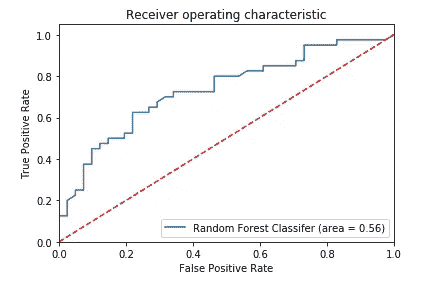 Receiver operating characteristic
1.0
0.8
0.6
0.4
0.2
0.0
True Positive Rate
Random Forest Classifer (area = 0.56)
0.0 0.2 0.4 0.6 0.8 1.0
False Positive Rate